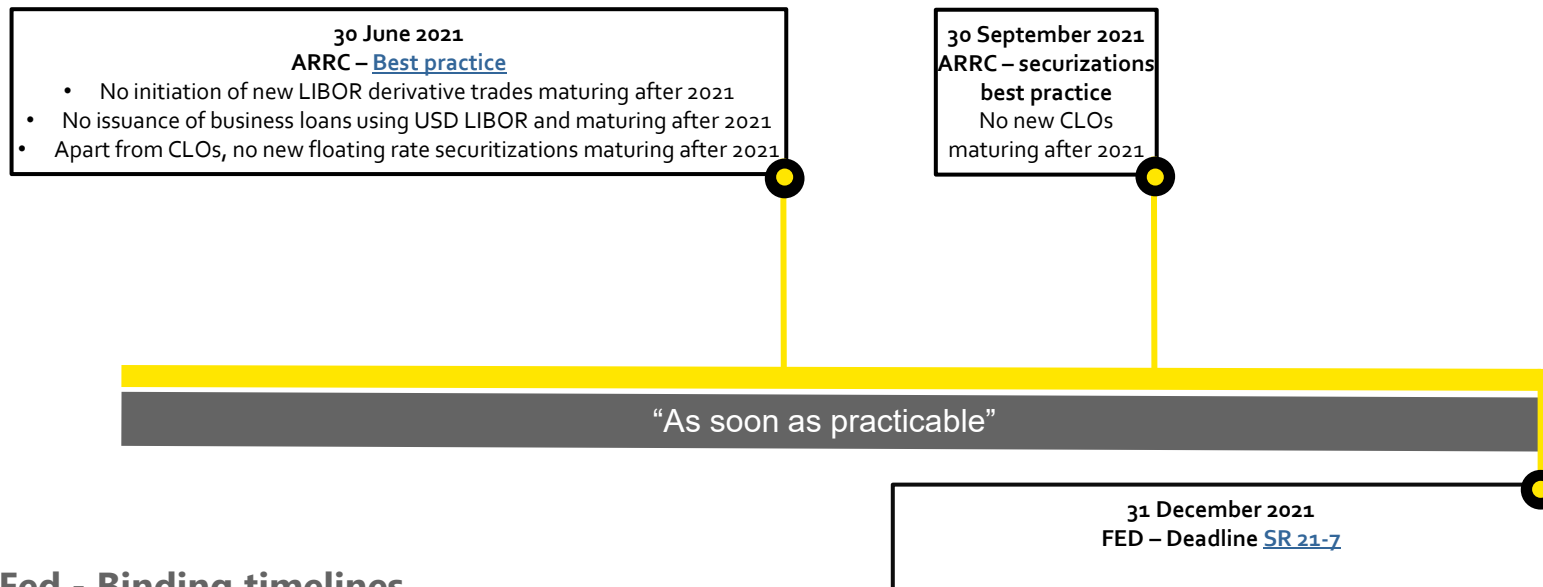 30 June 2021
ARRC – Best practice
• No initiation of new LIBOR derivative trades maturing after 2021
• No issuance of business loans using USD LIBOR and maturing after 2021
• Apart from CLOs, no new floating rate securitizations maturing after 2021
30 September 2021
ARRC – securizations
best practice
No new CLOs
maturing after 2021
“As soon as practicable”
31 December 2021
FED – Deadline SR 21-7
Fed - Binding timelines